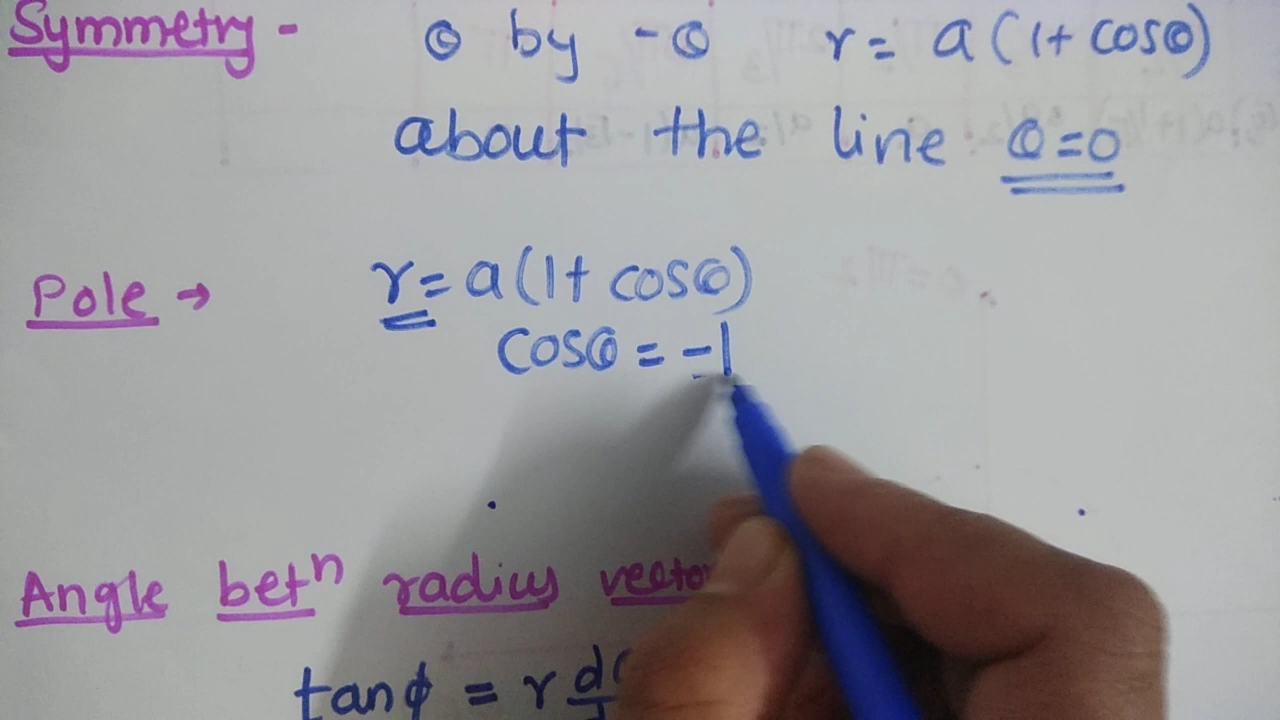 Symmetry - θ by -θ r = a(1+ cosθ)
about the line θ=0
Pole → r = a(1+ cosθ)
cosθ = -1
Angle betⁿ radius
tanφ = r